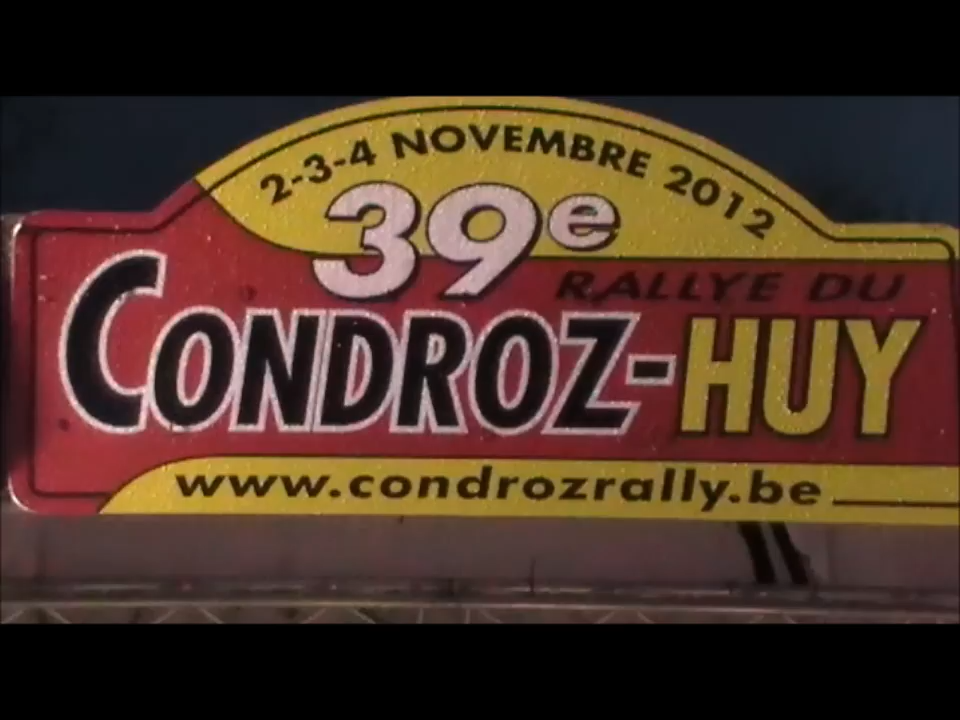 2-3-4 NOVEMBRE 2012
39e
RALLYE DU
CONDROZ-HUY
www.condrozrally.be